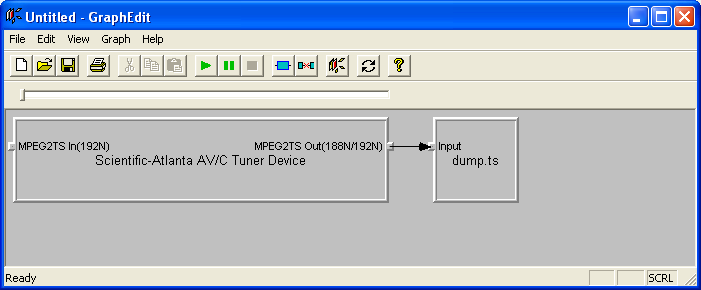 Untitled - GraphEdit
File Edit View Graph Help
MPEG2TS In(192N) MPEG2TS Out(188N/192N) Input
Scientific-Atlanta AV/C Tuner Device dump.ts
Ready SCRL